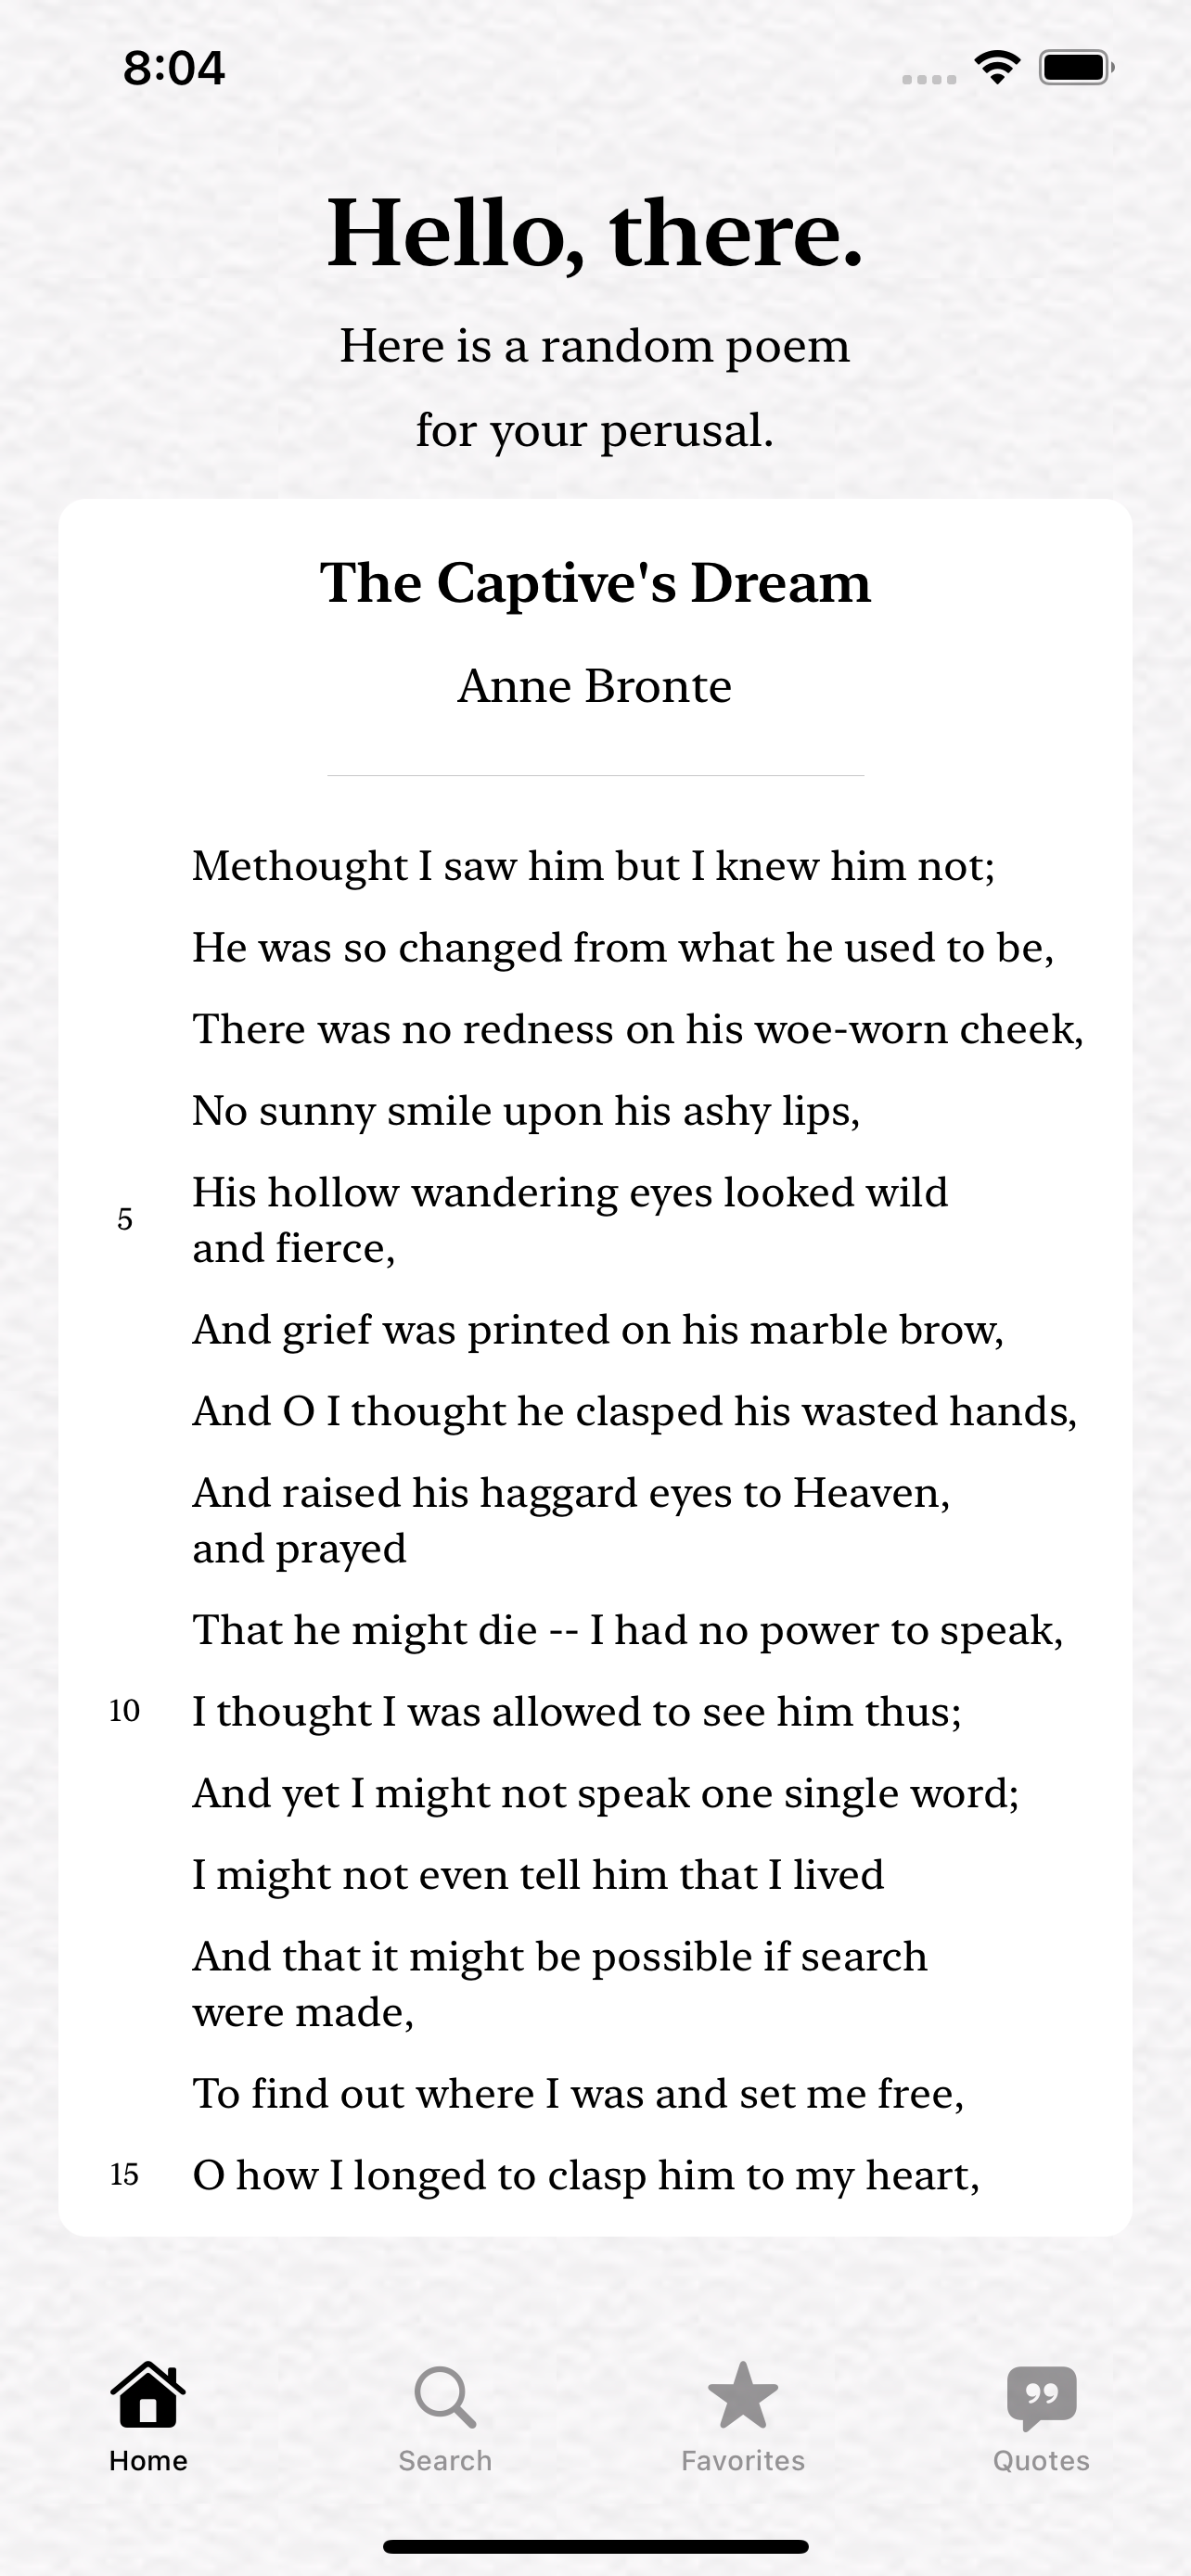 8:04
Hello, there.
Here is a random poem
for your perusal.
The Captive's Dream
Anne Bronte
Methought I saw him but I knew him not;
He was so changed from what he used to be,
There was no redness on his woe-worn cheek,
No sunny smile upon his ashy lips,
5 His hollow wandering eyes looked wild
and fierce,
And grief was printed on his marble brow,
And O I thought he clasped his wasted hands,
And raised his haggard eyes to Heaven,
and prayed
That he might die -- I had no power to speak,
10 I thought I was allowed to see him thus;
And yet I might not speak one single word;
I might not even tell him that I lived
And that it might be possible if search
were made,
To find out where I was and set me free,
15 O how I longed to clasp him to my heart,
Home Search Favorites Quotes